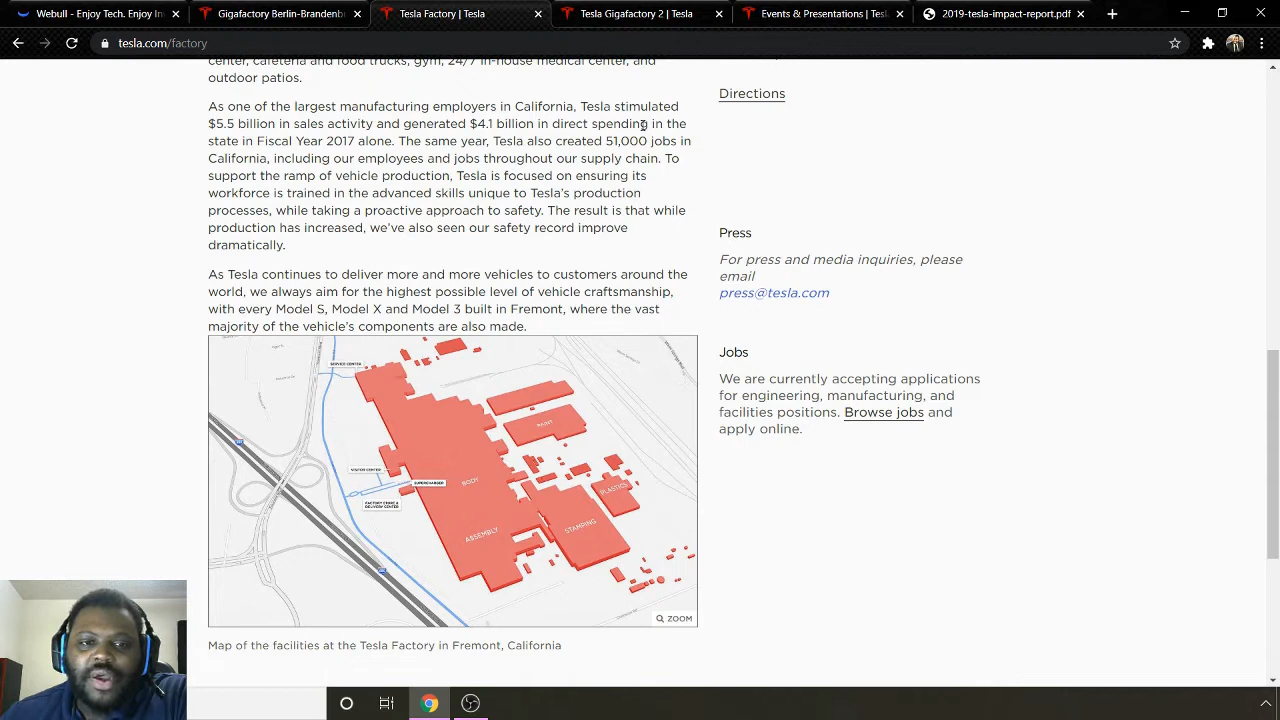 Webull - Enjoy Tech. Enjoy In
Gigafactory Berlin-Brandenb
Tesla Factory | Tesla
Tesla Gigafactory 2 | Tesla
Events & Presentations | Tesl
2019-tesla-impact-report.pdf
tesla.com/factory
center, cafeteria and food trucks, gym, 24/7 in-house medical center, and
outdoor patios.
As one of the largest manufacturing employers in California, Tesla stimulated
$5.5 billion in sales activity and generated $4.1 billion in direct spending in the
state in Fiscal Year 2017 alone. The same year, Tesla also created 51,000 jobs in
California, including our employees and jobs throughout our supply chain. To
support the ramp of vehicle production, Tesla is focused on ensuring its
workforce is trained in the advanced skills unique to Tesla's production
processes, while taking a proactive approach to safety. The result is that while
production has increased, we've also seen our safety record improve
dramatically.
As Tesla continues to deliver more and more vehicles to customers around the
world, we always aim for the highest possible level of vehicle craftsmanship,
with every Model S, Model X and Model 3 built in Fremont, where the vast
majority of the vehicle's components are also made.
SERVICE CENTER
PAINT
VISITOR CENTER
SUPERCHARGER
FACTORY STORE &
DELIVERY CENTER
BODY
PLASTICS
STAMPING
ASSEMBLY
ZOOM
Map of the facilities at the Tesla Factory in Fremont, California
Directions
Press
For press and media inquiries, please
email
press@tesla.com
Jobs
We are currently accepting applications
for engineering, manufacturing, and
facilities positions. Browse jobs and
apply online.